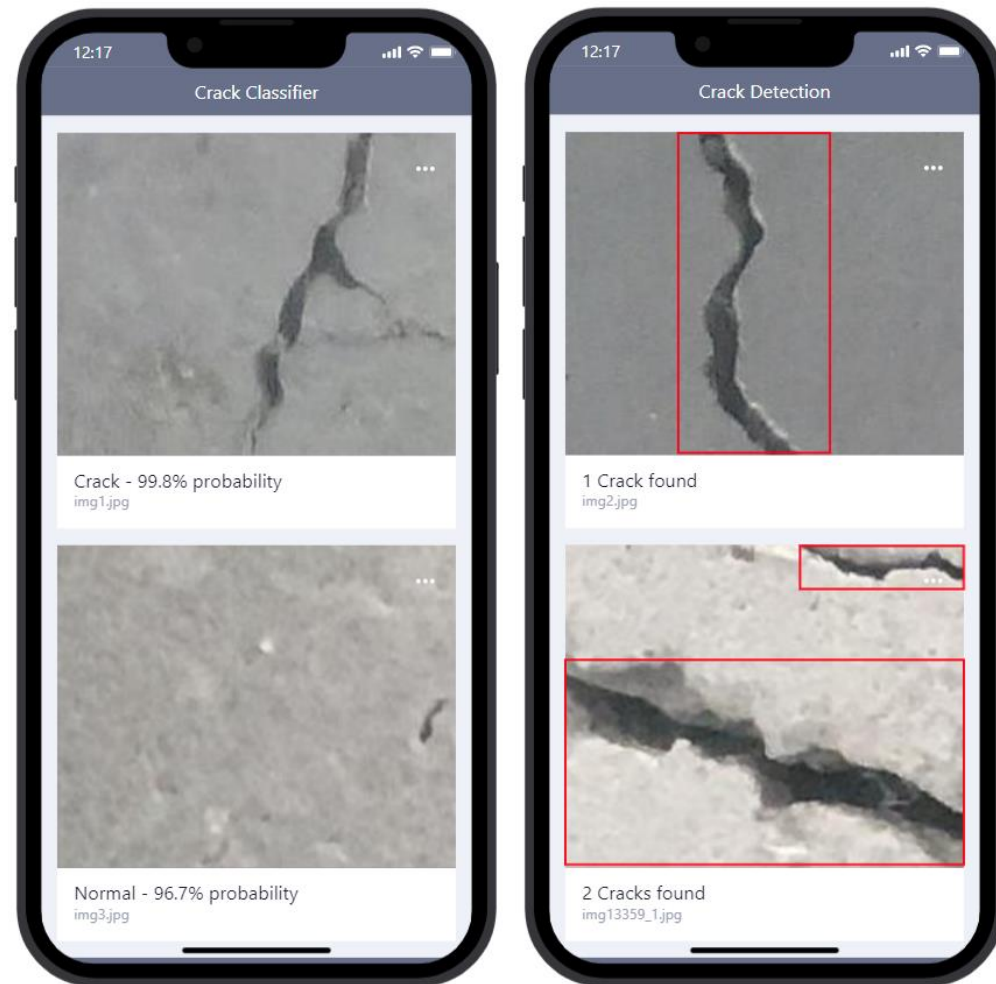 12:17
Crack Classifier
Crack - 99.8% probability
img1.jpg
Normal - 96.7% probability
img3.jpg
12:17
Crack Detection
1 Crack found
img2.jpg
2 Cracks found
img13359_1.jpg